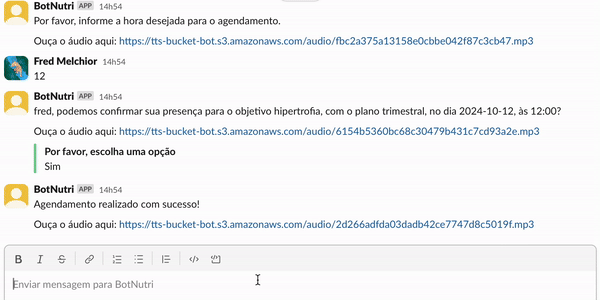 BotNutri APP 14h54
Por favor, informe a hora desejada para o agendamento.
Ouça o áudio aqui: https://tts-bucket-bot.s3.amazonaws.com/audio/fbc2a375a13158e0cbbe042f87c3cb47.mp3
Fred Melchior 14h54
12
BotNutri APP 14h54
fred, podemos confirmar sua presença para o objetivo hipertrofia, com o plano trimestral, no dia 2024-10-12, às 12:00?
Ouça o áudio aqui: https://tts-bucket-bot.s3.amazonaws.com/audio/6154b5360bc68c30479b431c7cd93a2e.mp3
Por favor, escolha uma opção
Sim
BotNutri APP 14h54
Agendamento realizado com sucesso!
Ouça o áudio aqui: https://tts-bucket-bot.s3.amazonaws.com/audio/2d266adfda03dadb42ce7747d8c5019f.mp3
B I S
Enviar mensagem para BotNutri